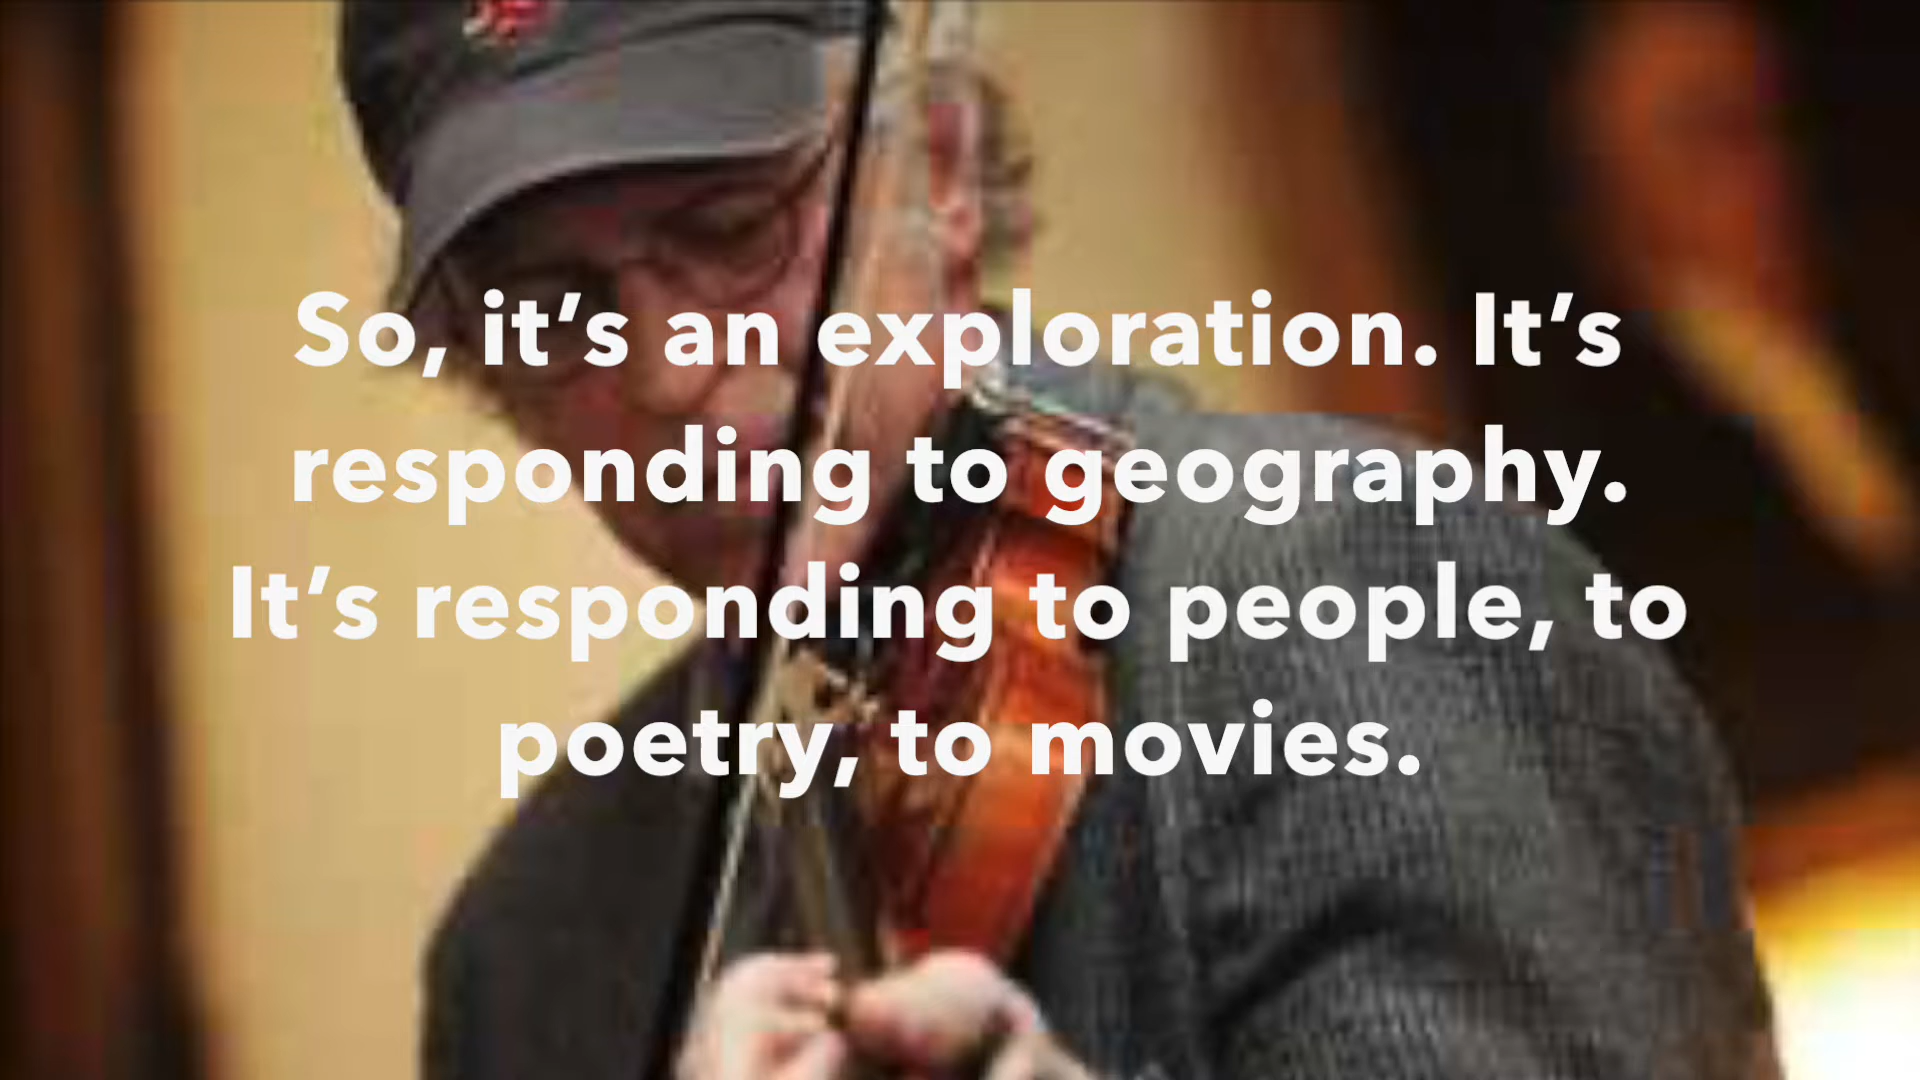 So, it’s an exploration. It’s
responding to geography.
It’s responding to people, to
poetry, to movies.